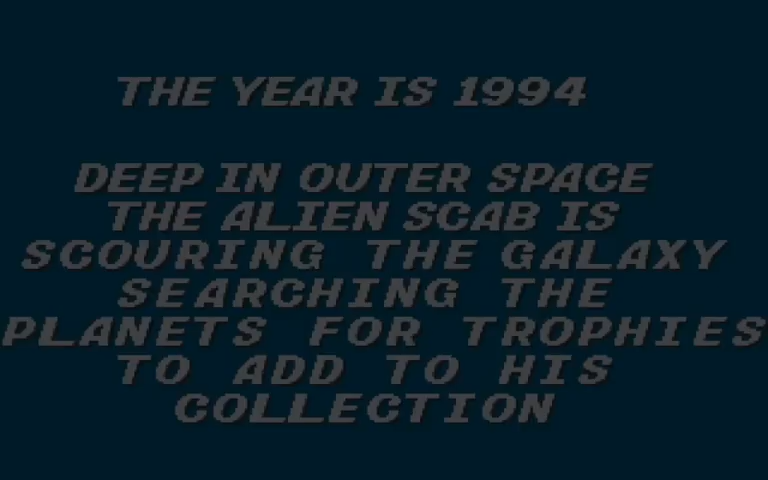 THE YEAR IS 1994
DEEP IN OUTER SPACE
THE ALIEN SCAB IS
SCOURING THE GALAXY
SEARCHING THE
PLANETS FOR TROPHIES
TO ADD TO HIS
COLLECTION